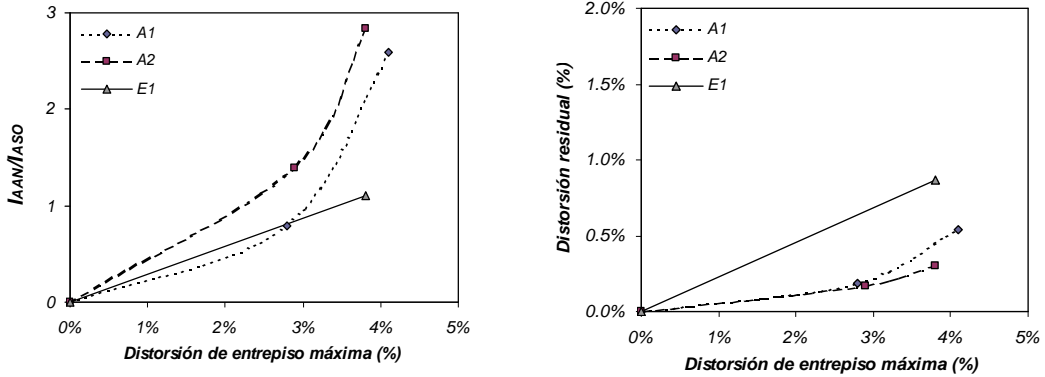 3
A1
A2
E1
2
1
0
0%
1%
2%
3%
4%
5%
IAAN/IASO
Distorsión de entrepiso máxima (%)
2.0%
A1
A2
E1
1.5%
1.0%
0.5%
0.0%
0%
1%
2%
3%
4%
5%
Distorsión residual (%)
Distorsión de entrepiso máxima (%)